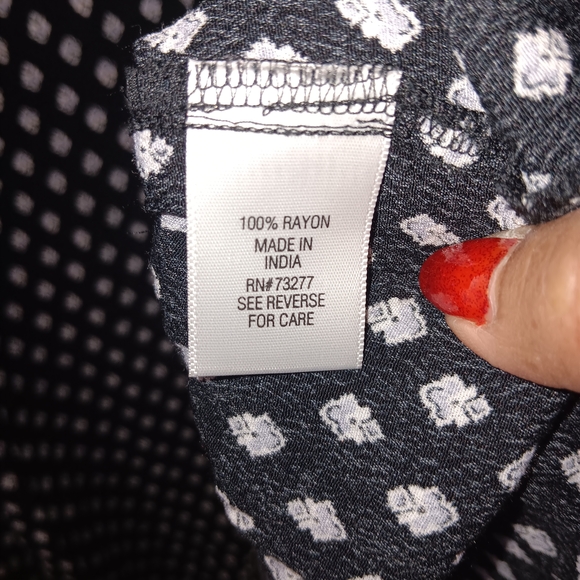 100% RAYON
MADE IN
INDIA
RN#73277
SEE REVERSE
FOR CARE